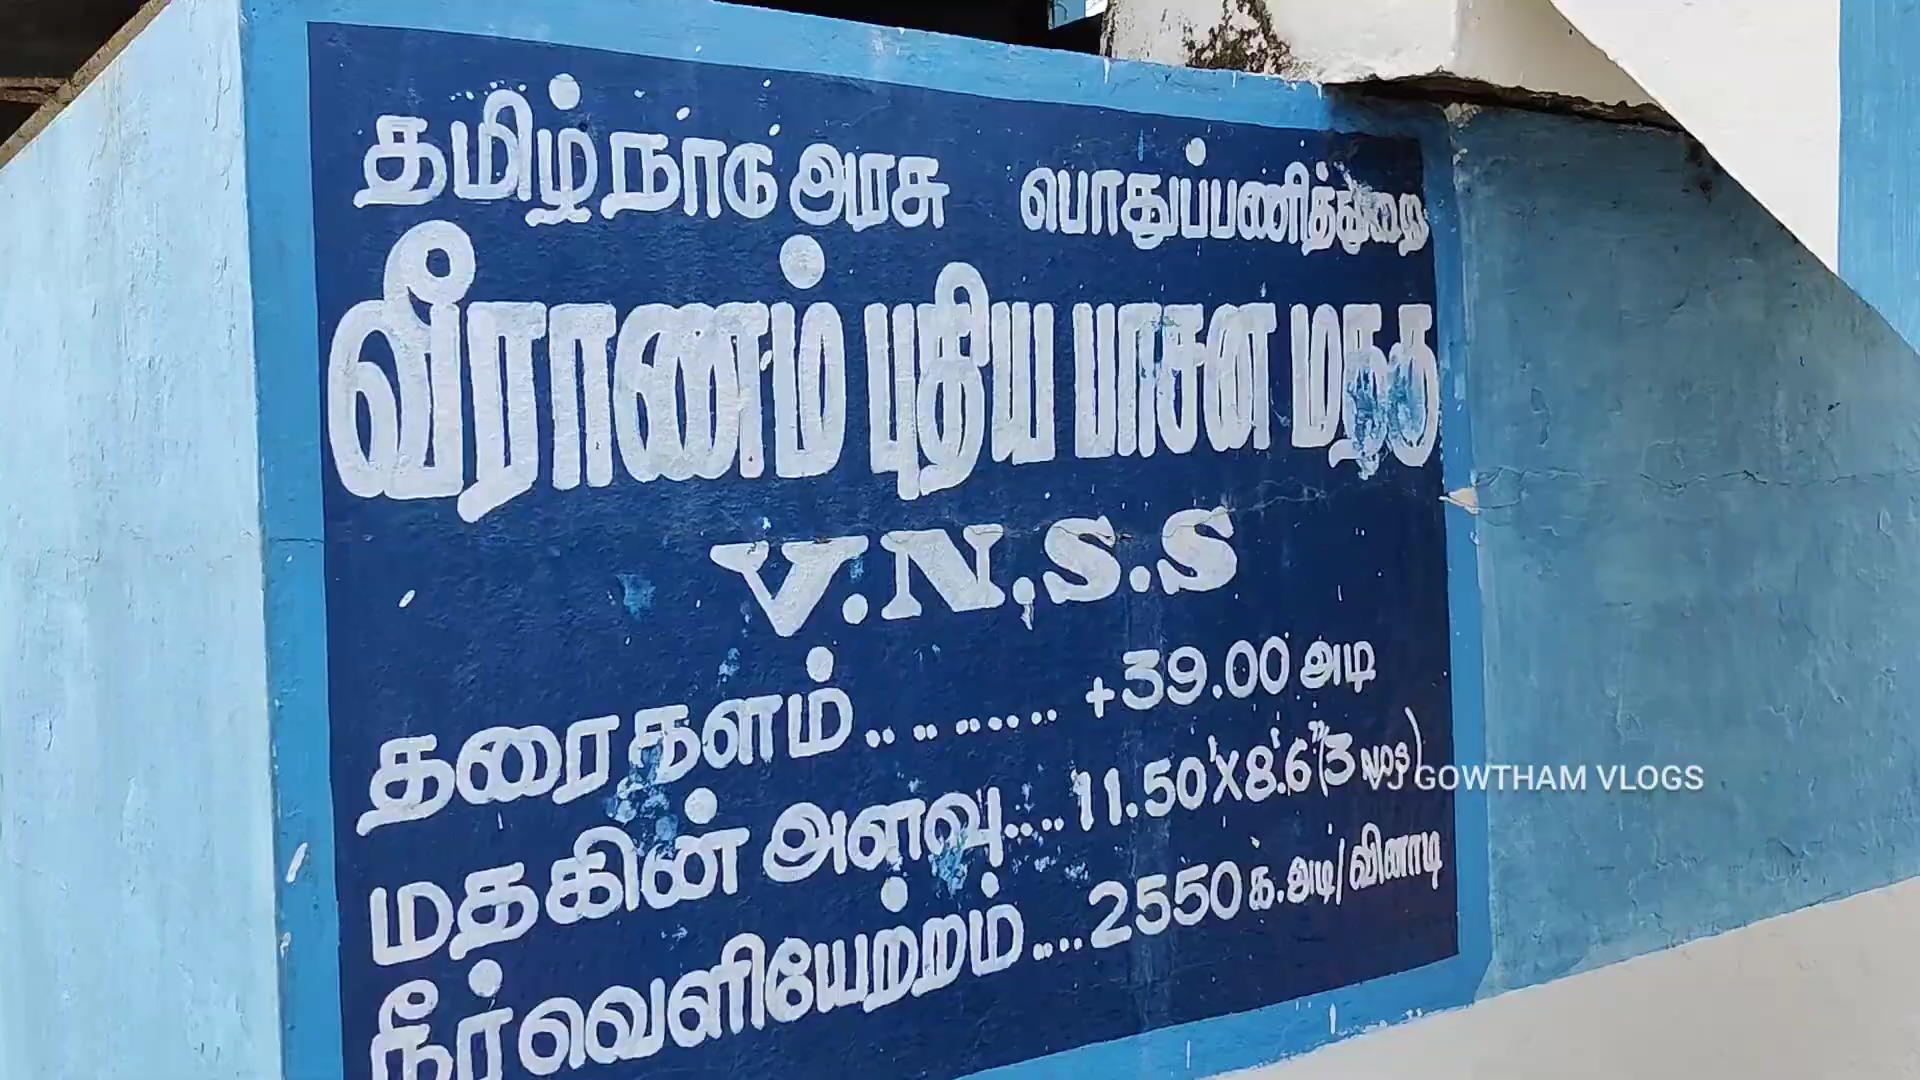 தமிழ்நாடு அரசு பொதுப்பணித்துறை
வீராணம் புதிய பாசன மதகு
V.N.S.S
தரைதளம்.......... +39.00 அடி
மதகின் அளவு.... 11.50'X8.'6" (3 NOS)
நீர்வெளியேற்றம்.... 2550 க.அடி/வினாடி
VJ GOWTHAM VLOGS